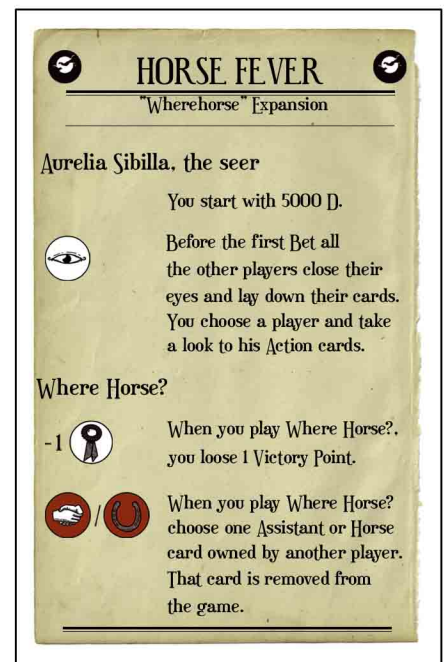 HORSE FEVER
"Wherehorse" Expansion
Aurelia Sibilla, the seer
You start with 5000 D.
Before the first Bet all
the other players close their
eyes and lay down their cards.
You choose a player and take
a look to his Action cards.
Where Horse?
-1
When you play Where Horse?,
you loose 1 Victory Point.
/
When you play Where Horse?
choose one Assistant or Horse
card owned by another player.
That card is removed from
the game.